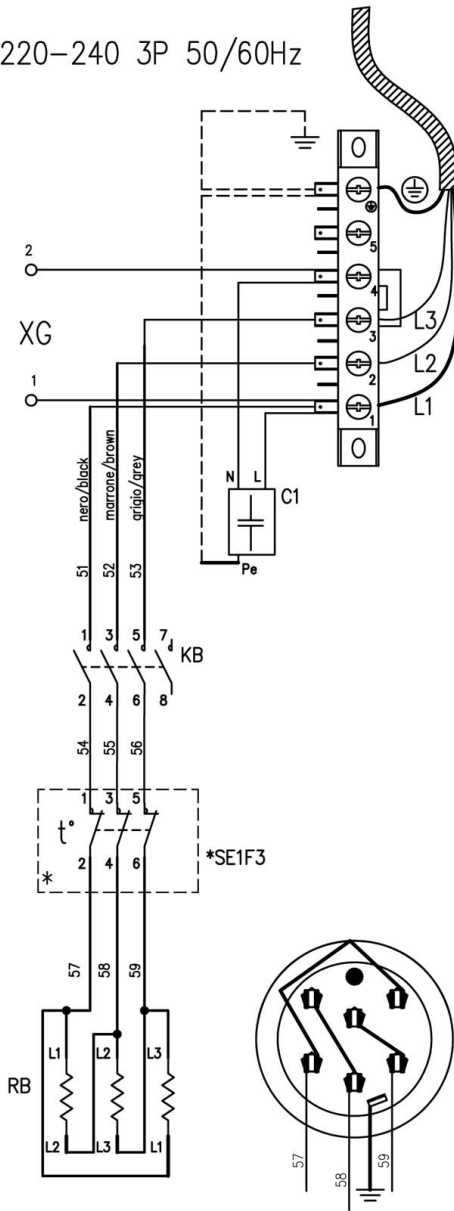 220-240 3P 50/60Hz
5
2
4
3
L3
XG
2
L2
1
1
L1
N L
C1
nero/black
marrone/brown
grigio/grey
Pe
51
52
53
1 3 5 7
KB
2 4 6 8
54
55
56
1 3 5
t°
*SE1F3
2 4 6
*
57
58
59
L1 L2 L3
RB
L2 L3 L1
57
58
59